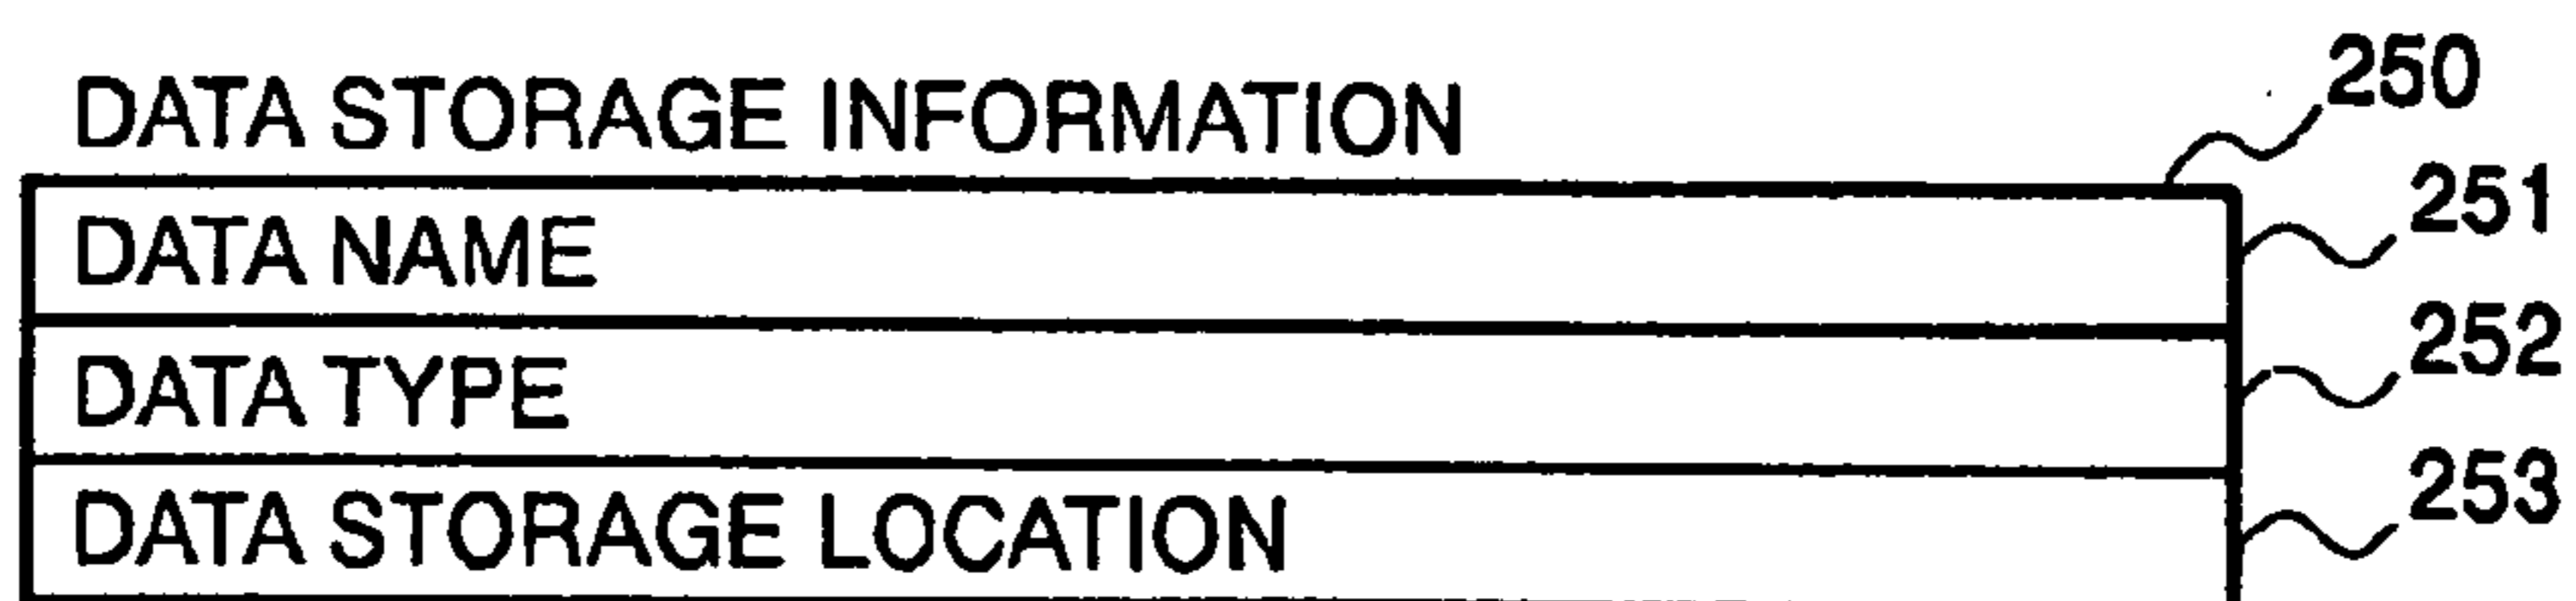 250
DATA STORAGE INFORMATION
DATA NAME 251
DATA TYPE 252
DATA STORAGE LOCATION 253